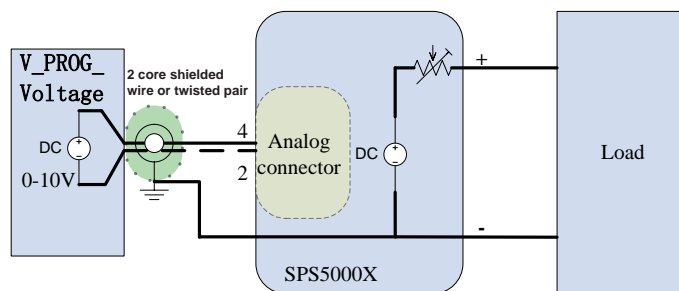 V_PROG_
Voltage
2 core shielded
wire or twisted pair
DC
0-10V
4
2
Analog
connector
DC
+
-
SPS5000X
Load